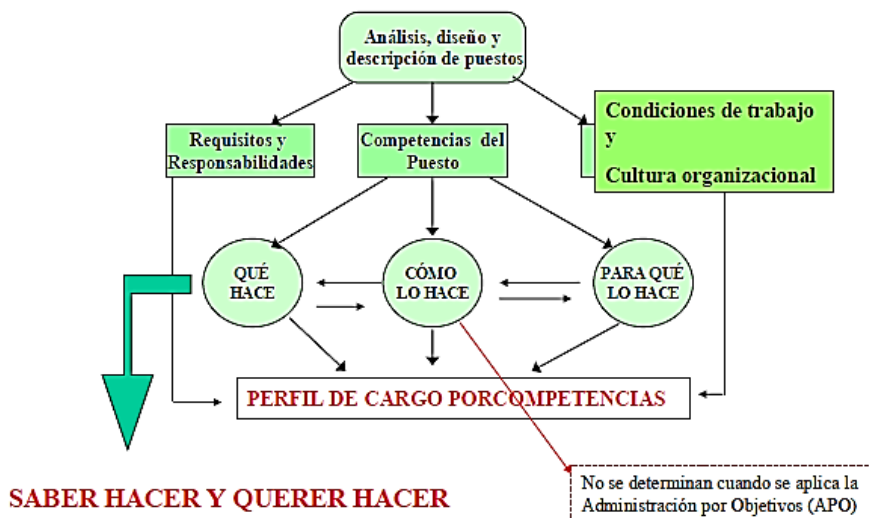 Análisis, diseño y
descripción de puestos
Requisitos y
Responsabilidades
Competencias del
Puesto
Condiciones de trabajo
y
Cultura organizacional
QUÉ
HACE
CÓMO
LO HACE
PARA QUÉ
LO HACE
PERFIL DE CARGO PORCOMPETENCIAS
SABER HACER Y QUERER HACER
No se determinan cuando se aplica la
Administración por Objetivos (APO)